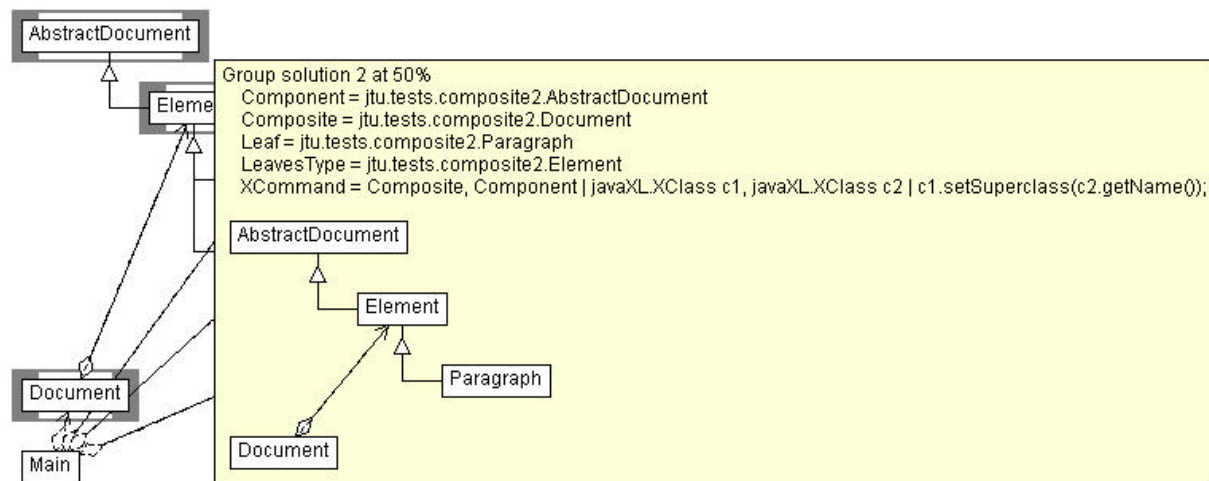 AbstractDocument
Eleme
Document
Main
Group solution 2 at 50%
Component = jtu.tests.composite2.AbstractDocument
Composite = jtu.tests.composite2.Document
Leaf = jtu.tests.composite2.Paragraph
LeavesType = jtu.tests.composite2.Element
XCommand = Composite, Component | javaXL.XClass c1, javaXL.XClass c2 | c1.setSuperclass(c2.getName());
AbstractDocument
Element
Paragraph
Document